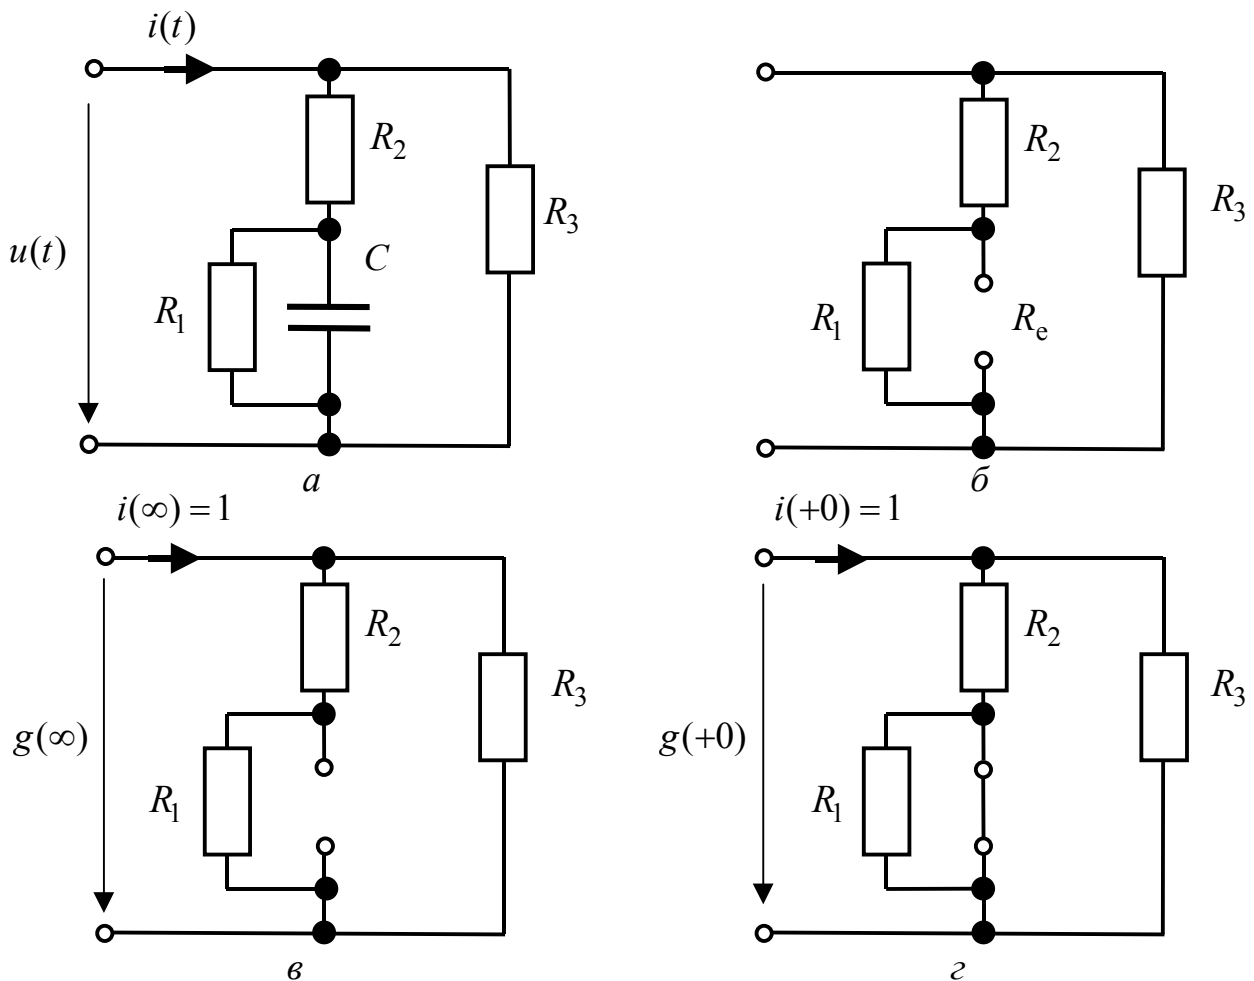 i(t)
R₂
R₂
R₃
R₃
u(t)
C
R₁
R₁
Rₑ
а
б
i(∞) = 1
i(+0) = 1
R₂
R₂
R₃
R₃
g(∞)
g(+0)
R₁
R₁
в
г